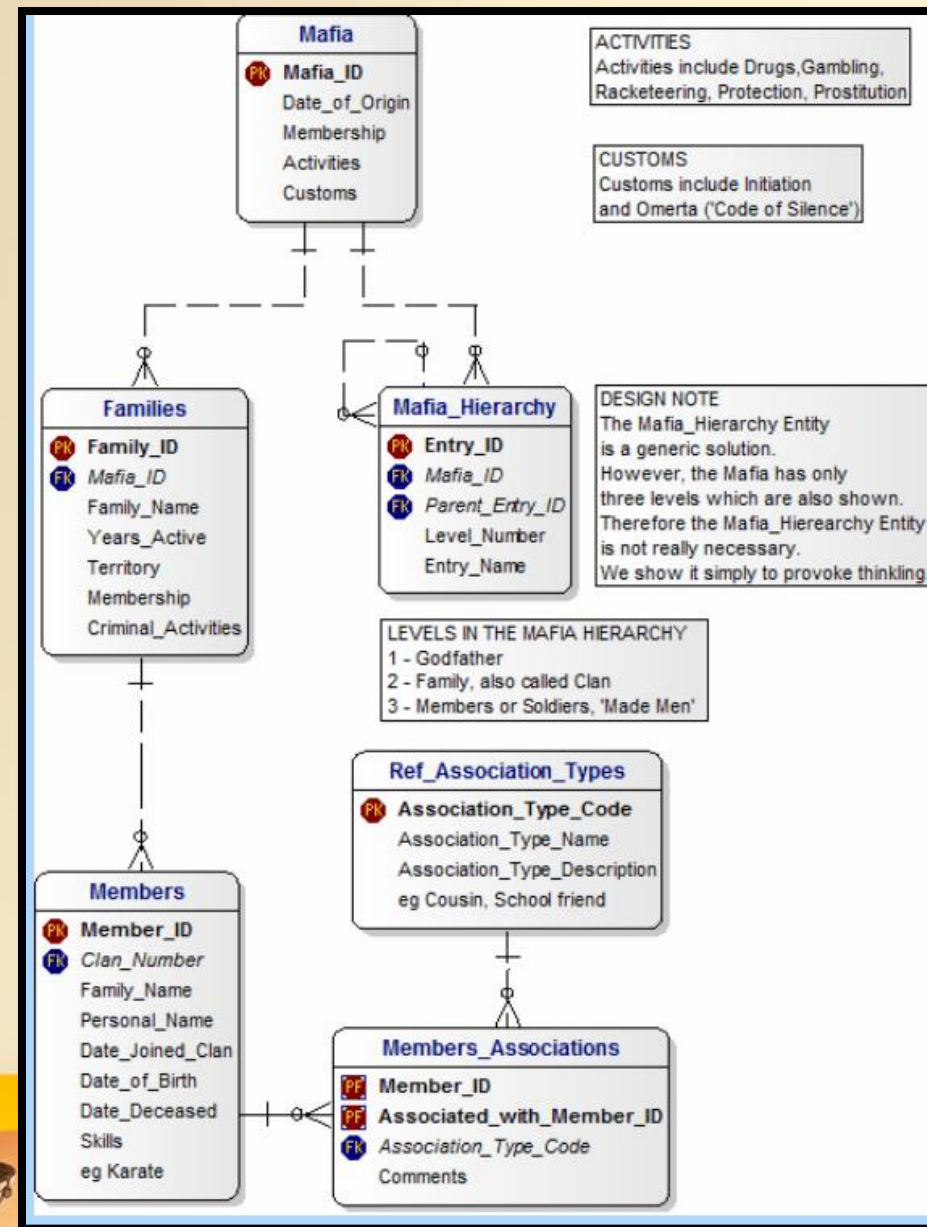 Mafia
PK Mafia_ID
Date_of_Origin
Membership
Activities
Customs
ACTIVITIES
Activities include Drugs,Gambling,
Racketeering, Protection, Prostitution
CUSTOMS
Customs include Initiation
and Omerta ('Code of Silence')
Families
PK Family_ID
FK Mafia_ID
Family_Name
Years_Active
Territory
Membership
Criminal_Activities
Mafia_Hierarchy
PK Entry_ID
FK Mafia_ID
FK Parent_Entry_ID
Level_Number
Entry_Name
DESIGN NOTE
The Mafia_Hierarchy Entity
is a generic solution.
However, the Mafia has only
three levels which are also shown.
Therefore the Mafia_Hierearchy Entity
is not really necessary.
We show it simply to provoke thinkling.
LEVELS IN THE MAFIA HIERARCHY
1 - Godfather
2 - Family, also called Clan
3 - Members or Soldiers, 'Made Men'
Ref_Association_Types
PK Association_Type_Code
Association_Type_Name
Association_Type_Description
eg Cousin, School friend
Members
PK Member_ID
FK Clan_Number
Family_Name
Personal_Name
Date_Joined_Clan
Date_of_Birth
Date_Deceased
Skills
eg Karate
Members_Associations
PF Member_ID
PF Associated_with_Member_ID
FK Association_Type_Code
Comments